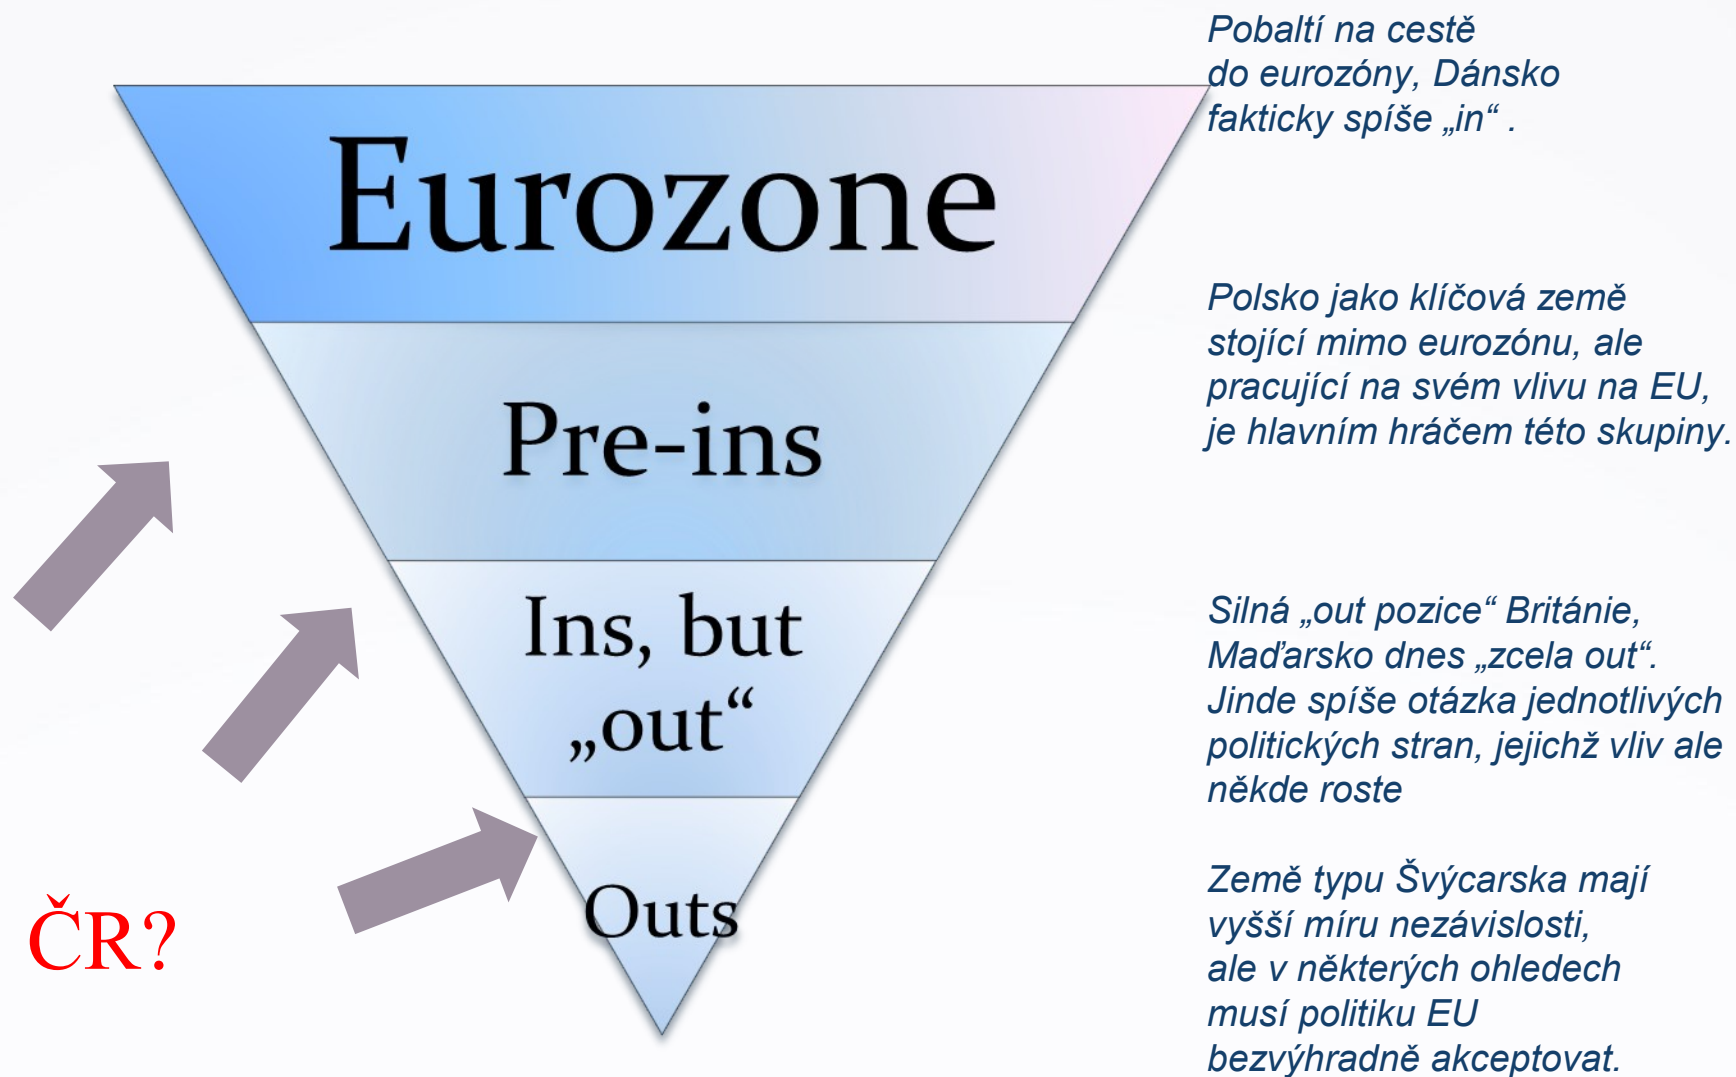 Pobaltí na cestě
do eurozóny, Dánsko
fakticky spíše „in“ .
Eurozone
Polsko jako klíčová země
stojící mimo eurozónu, ale
pracující na svém vlivu na EU,
je hlavním hráčem této skupiny.
Pre-ins
Silná „out pozice“ Británie,
Maďarsko dnes „zcela out“.
Jinde spíše otázka jednotlivých
politických stran, jejichž vliv ale
někde roste
Ins, but
„out“
Země typu Švýcarska mají
vyšší míru nezávislosti,
ale v některých ohledech
musí politiku EU
bezvýhradně akceptovat.
Outs
ČR?